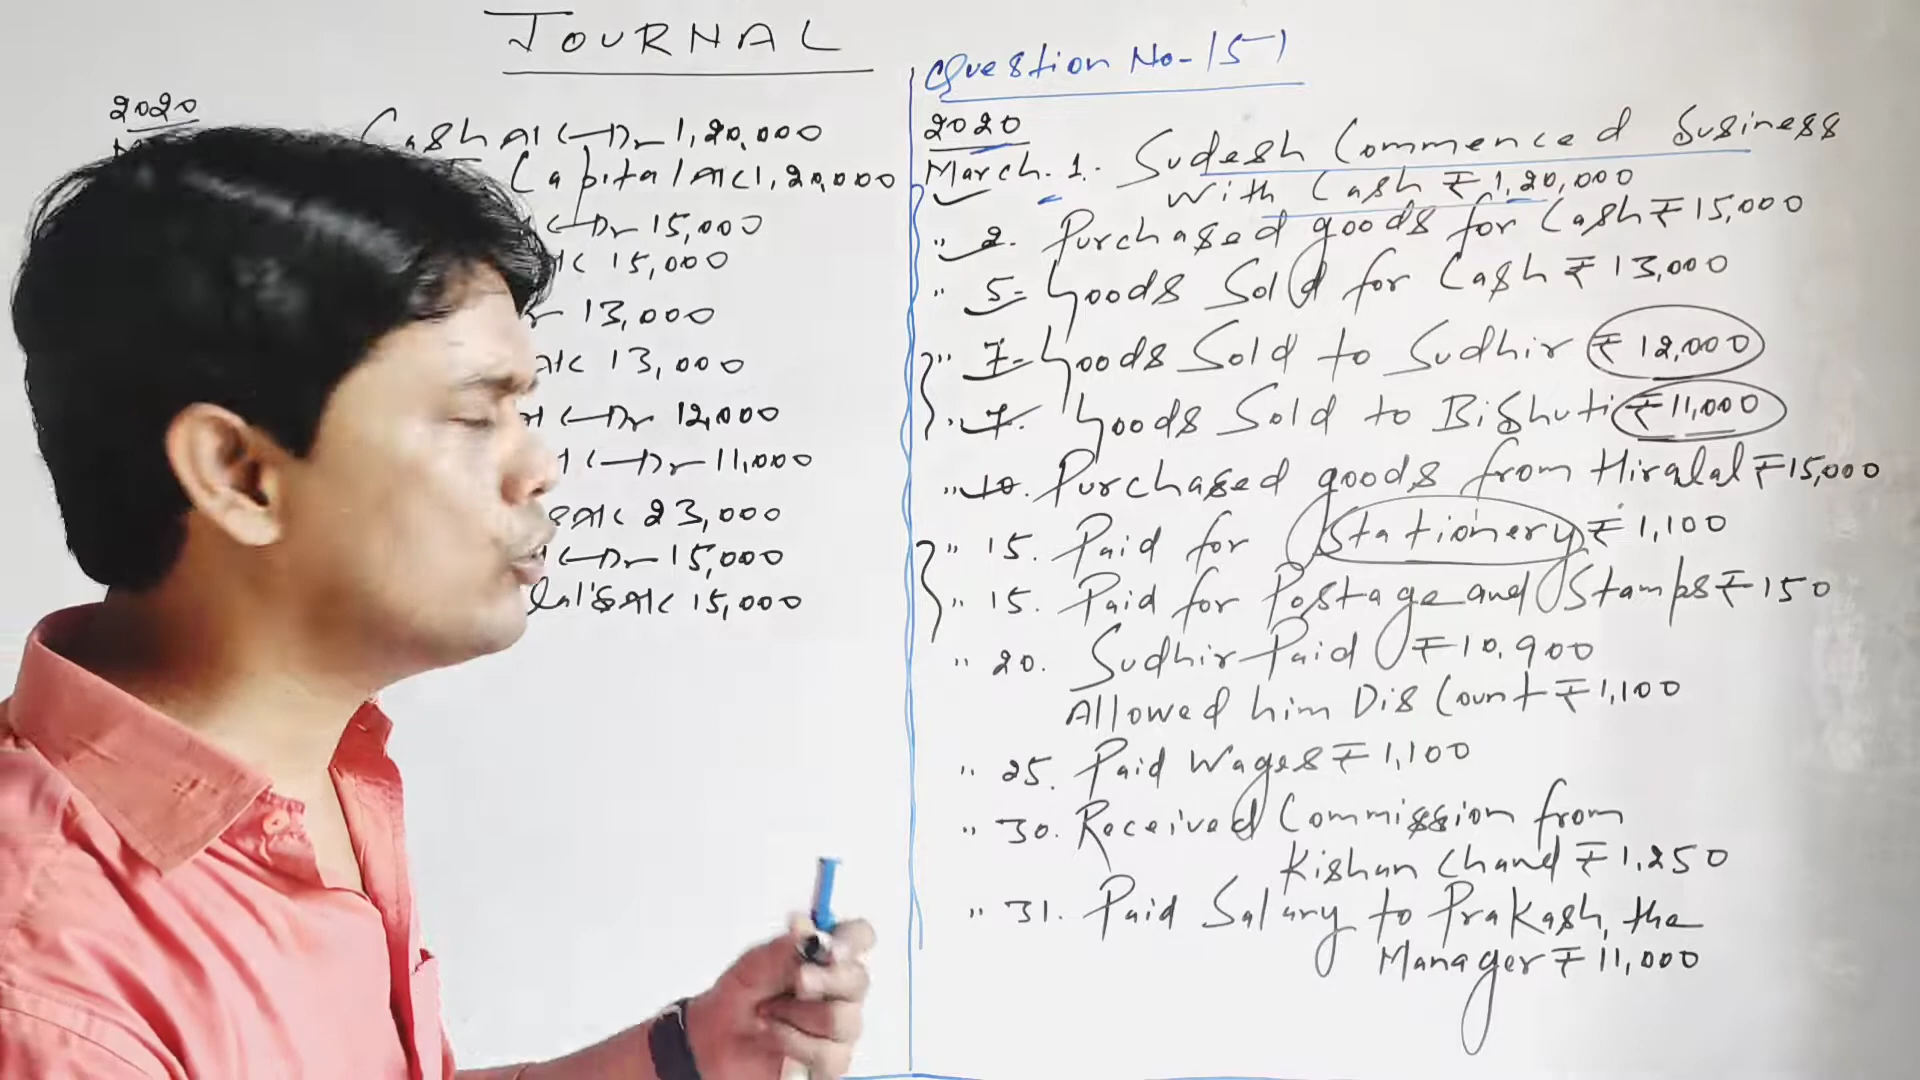 JOURNAL
2020
Cash A/c Dr 1,20,000
Capital A/c 1,20,000
Dr 15,000
A/c 15,000
13,000
A/c 13,000
Dr 12,000
Dr 11,000
A/c 23,000
Dr 15,000
lal's A/c 15,000
Question No-15
2020
March. 1. Sudesh Commenced Business
With Cash ₹ 1,20,000
" 2. Purchased goods for Cash ₹ 15,000
" 5. Goods Sold for Cash ₹ 13,000
" 7. Goods Sold to Sudhir ₹ 12,000
" 7. Goods Sold to Bibhuti ₹ 11,000
" 10. Purchased goods from Hiralal ₹ 15,000
" 15. Paid for Stationery ₹ 1,100
" 15. Paid for Postage and Stamps ₹ 150
" 20. Sudhir Paid ₹ 10,900
Allowed him Discount ₹ 1,100
" 25. Paid Wages ₹ 1,100
" 30. Received Commission from
Kishan Chand ₹ 1,250
" 31. Paid Salary to Prakash, the
Manager ₹ 11,000